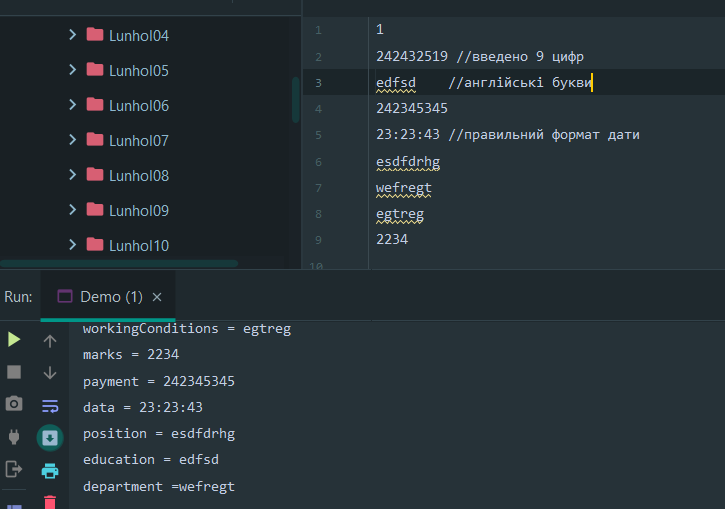 Lunhol04
Lunhol05
Lunhol06
Lunhol07
Lunhol08
Lunhol09
Lunhol10
1 1
2 242432519 //введено 9 цифр
3 edfsd //англійські букви
4 242345345
5 23:23:43 //правильний формат дати
6 esdfdrhg
7 wefregt
8 egtreg
9 2234
10
Run: Demo (1) ×
workingConditions = egtreg
marks = 2234
payment = 242345345
data = 23:23:43
position = esdfdrhg
education = edfsd
department =wefregt